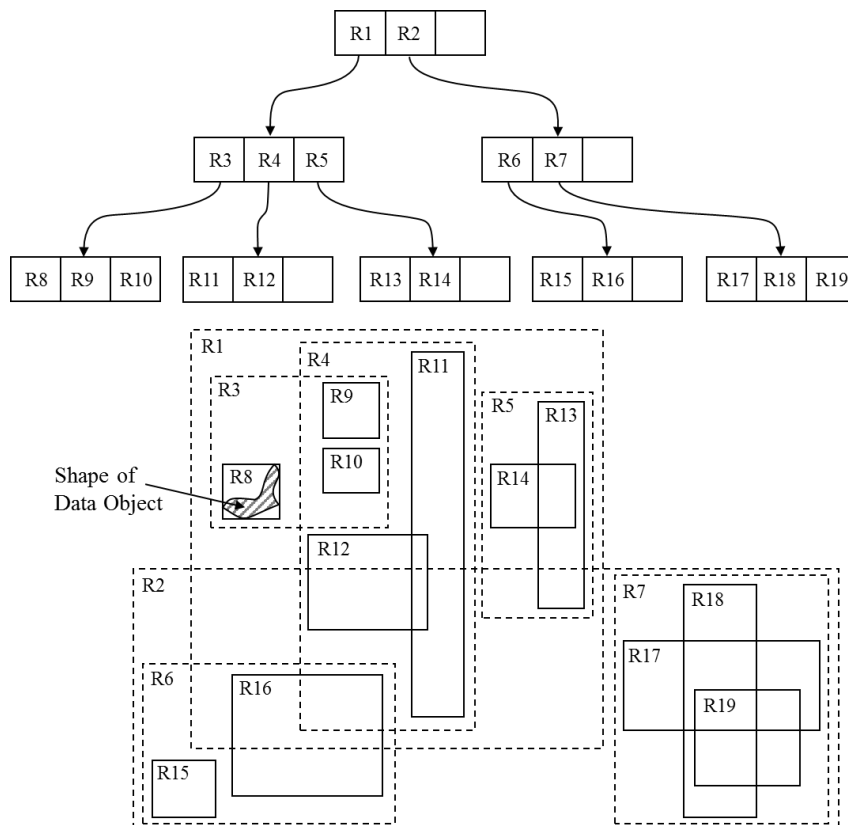 R1 R2
R3 R4 R5
R6 R7
R8 R9 R10
R11 R12
R13 R14
R15 R16
R17 R18 R19
R1
R4
R11
R3
R9
R5
R13
R10
R8
R14
Shape of
Data Object
R12
R2
R7
R18
R17
R6
R16
R19
R15